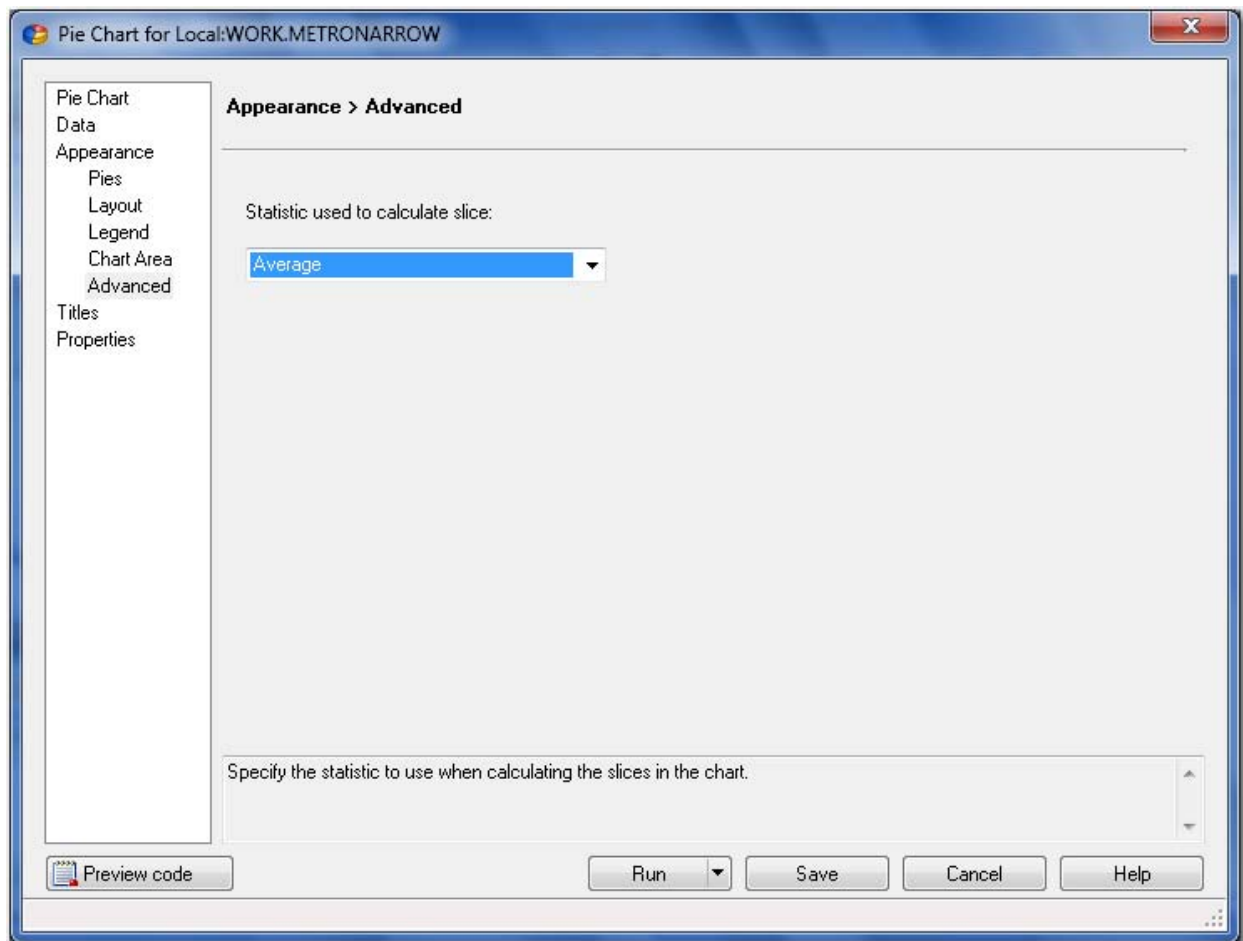 Pie Chart for Local:WORK.METRONARROW
Pie Chart
Data
Appearance
Pies
Layout
Legend
Chart Area
Advanced
Titles
Properties
Appearance > Advanced
Statistic used to calculate slice:
Average
Specify the statistic to use when calculating the slices in the chart.
Preview code
Run
Save
Cancel
Help